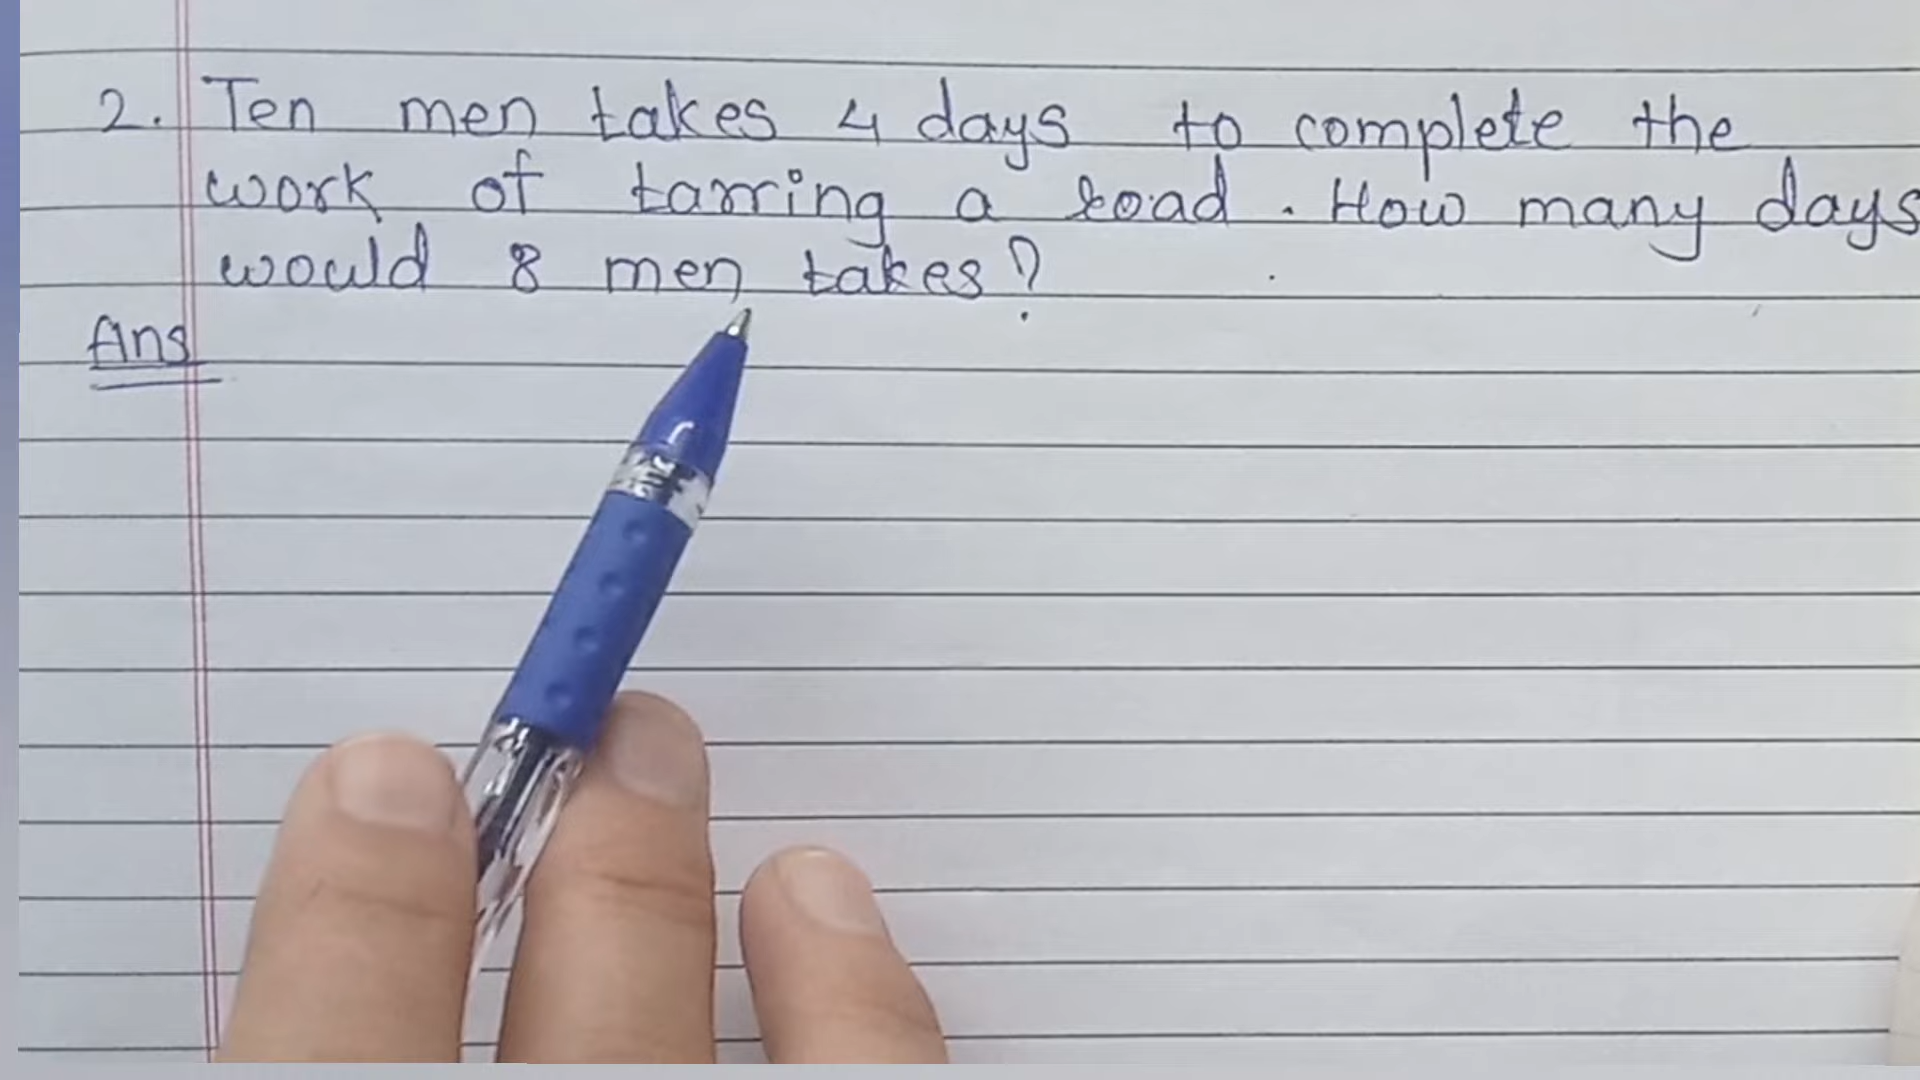 2. Ten men takes 4 days to complete the
work of tarring a road. How many days
would 8 men takes?
Ans